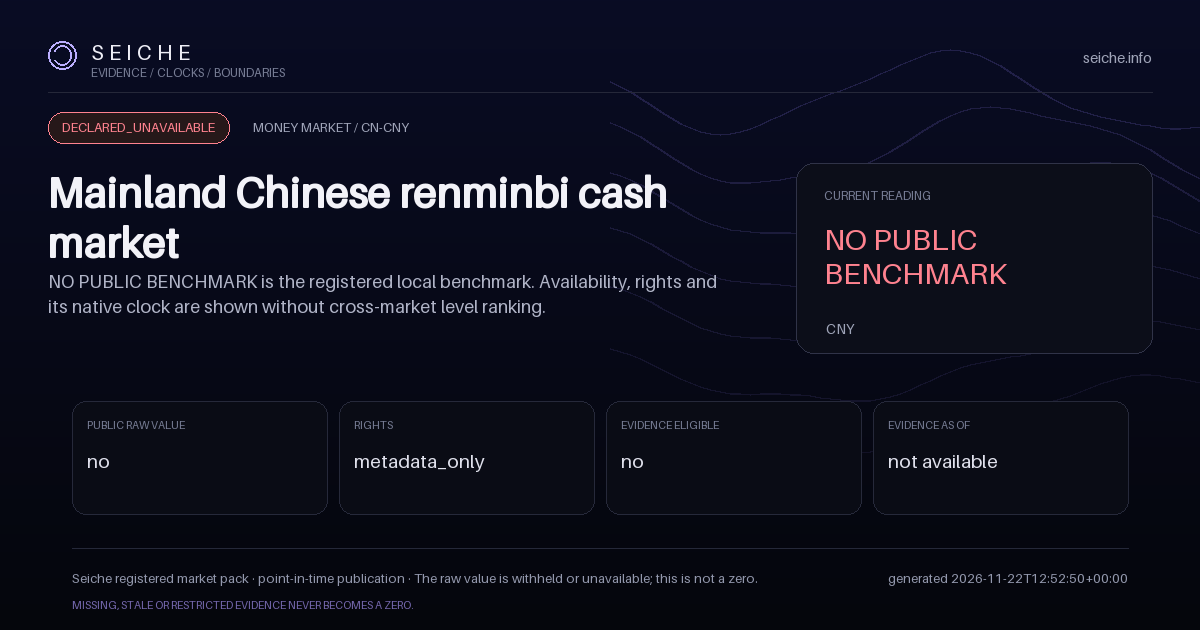 SEICHE
EVIDENCE / CLOCKS / BOUNDARIES
seiche.info
DECLARED_UNAVAILABLE
MONEY MARKET / CN-CNY
Mainland Chinese renminbi cash
market
NO PUBLIC BENCHMARK is the registered local benchmark. Availability, rights and
its native clock are shown without cross-market level ranking.
CURRENT READING
NO PUBLIC
BENCHMARK
CNY
PUBLIC RAW VALUE
no
RIGHTS
metadata_only
EVIDENCE ELIGIBLE
no
EVIDENCE AS OF
not available
Seiche registered market pack · point-in-time publication · The raw value is withheld or unavailable; this is not a zero.
generated 2026-11-22T12:52:50+00:00
MISSING, STALE OR RESTRICTED EVIDENCE NEVER BECOMES A ZERO.